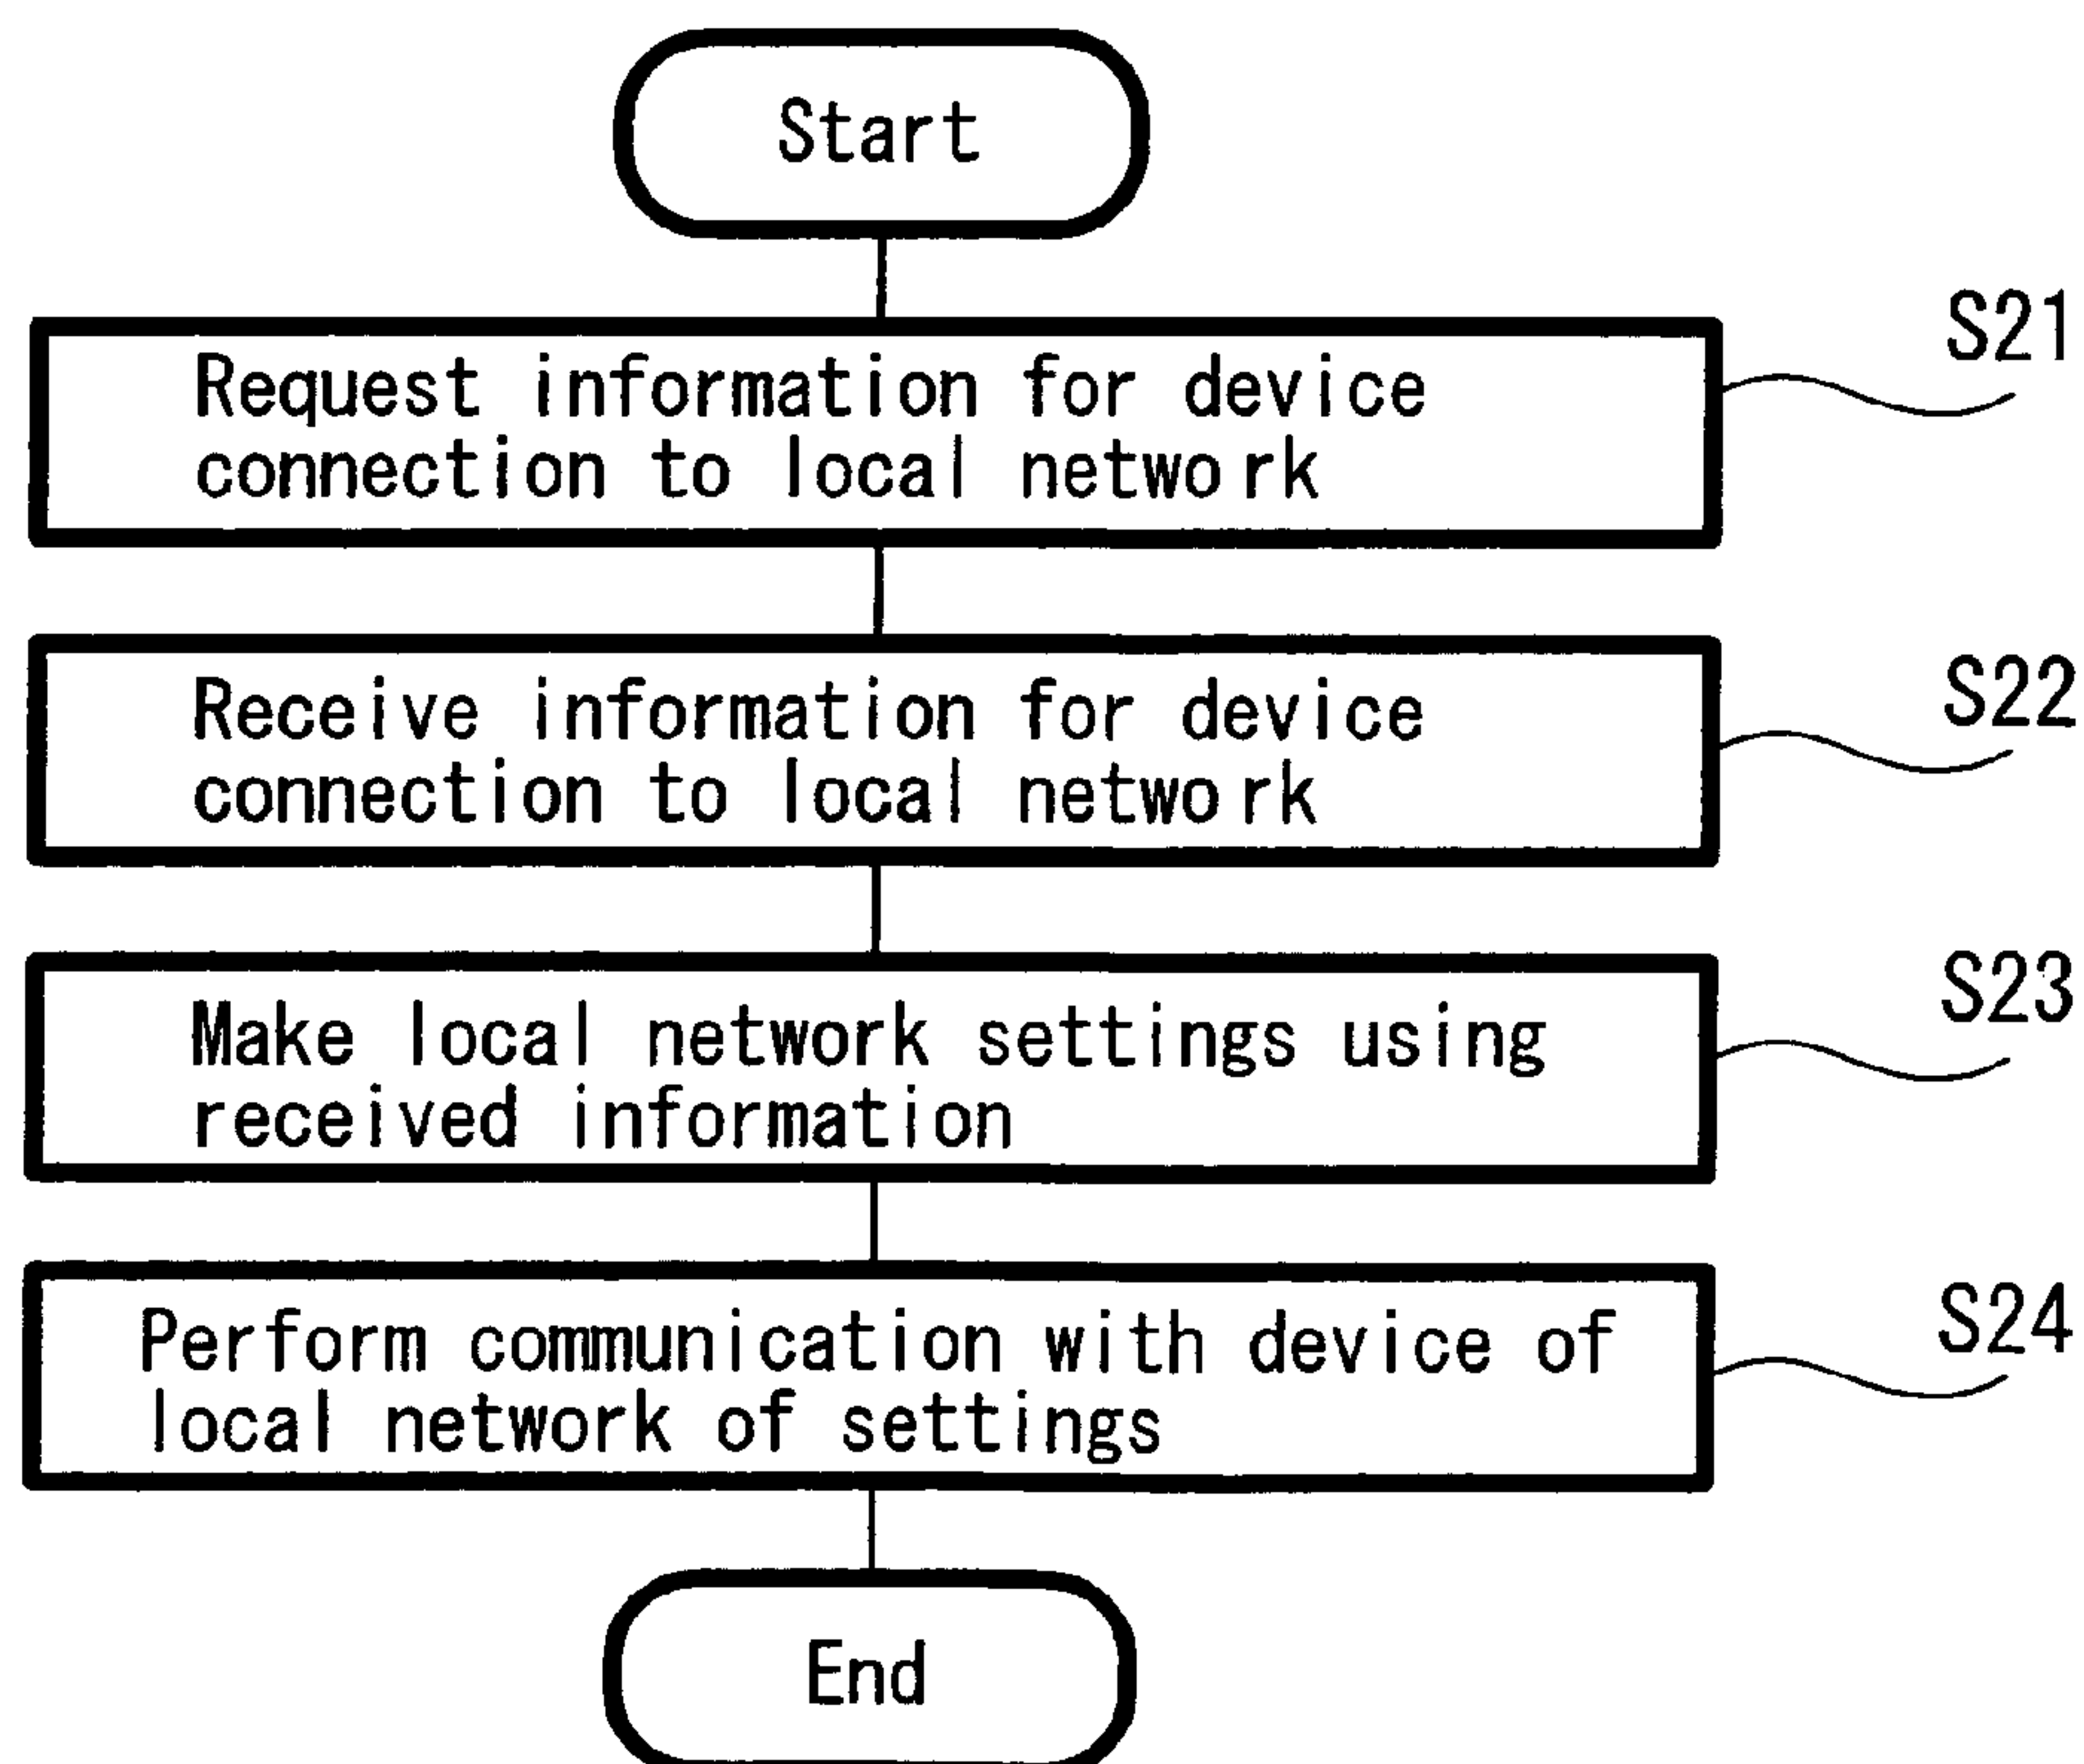 Start
S21
Request information for device
connection to local network
S22
Receive information for device
connection to local network
S23
Make local network settings using
received information
S24
Perform communication with device of
local network of settings
End